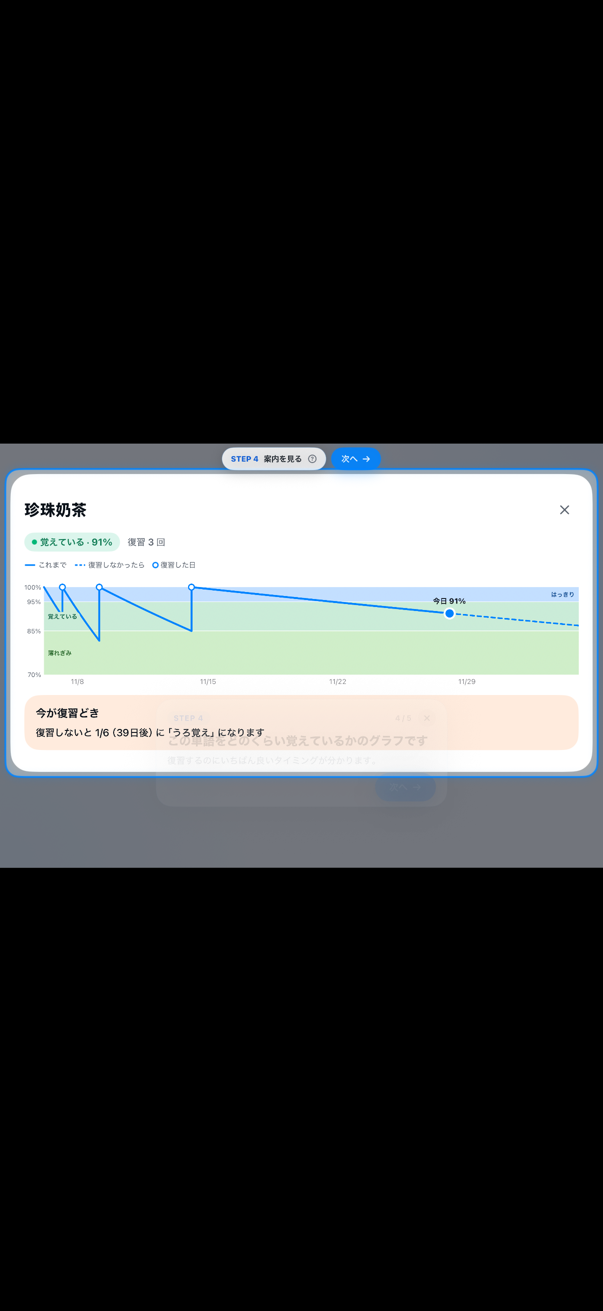 STEP 4 案内を見る ?
次へ →
珍珠奶茶
覚えている · 91%
復習 3 回
これまで 復習しなかったら 復習した日
100%
はっきり
95%
今日 91%
覚えている
85%
薄れぎみ
70%
11/8 11/15 11/22 11/29
今が復習どき
STEP 4 4 / 5
復習しないと 1/6 (39日後) に「うろ覚え」になります
この単語をどのくらい覚えているかのグラフです
復習するのにいちばん良いタイミングが分かります。
次へ →